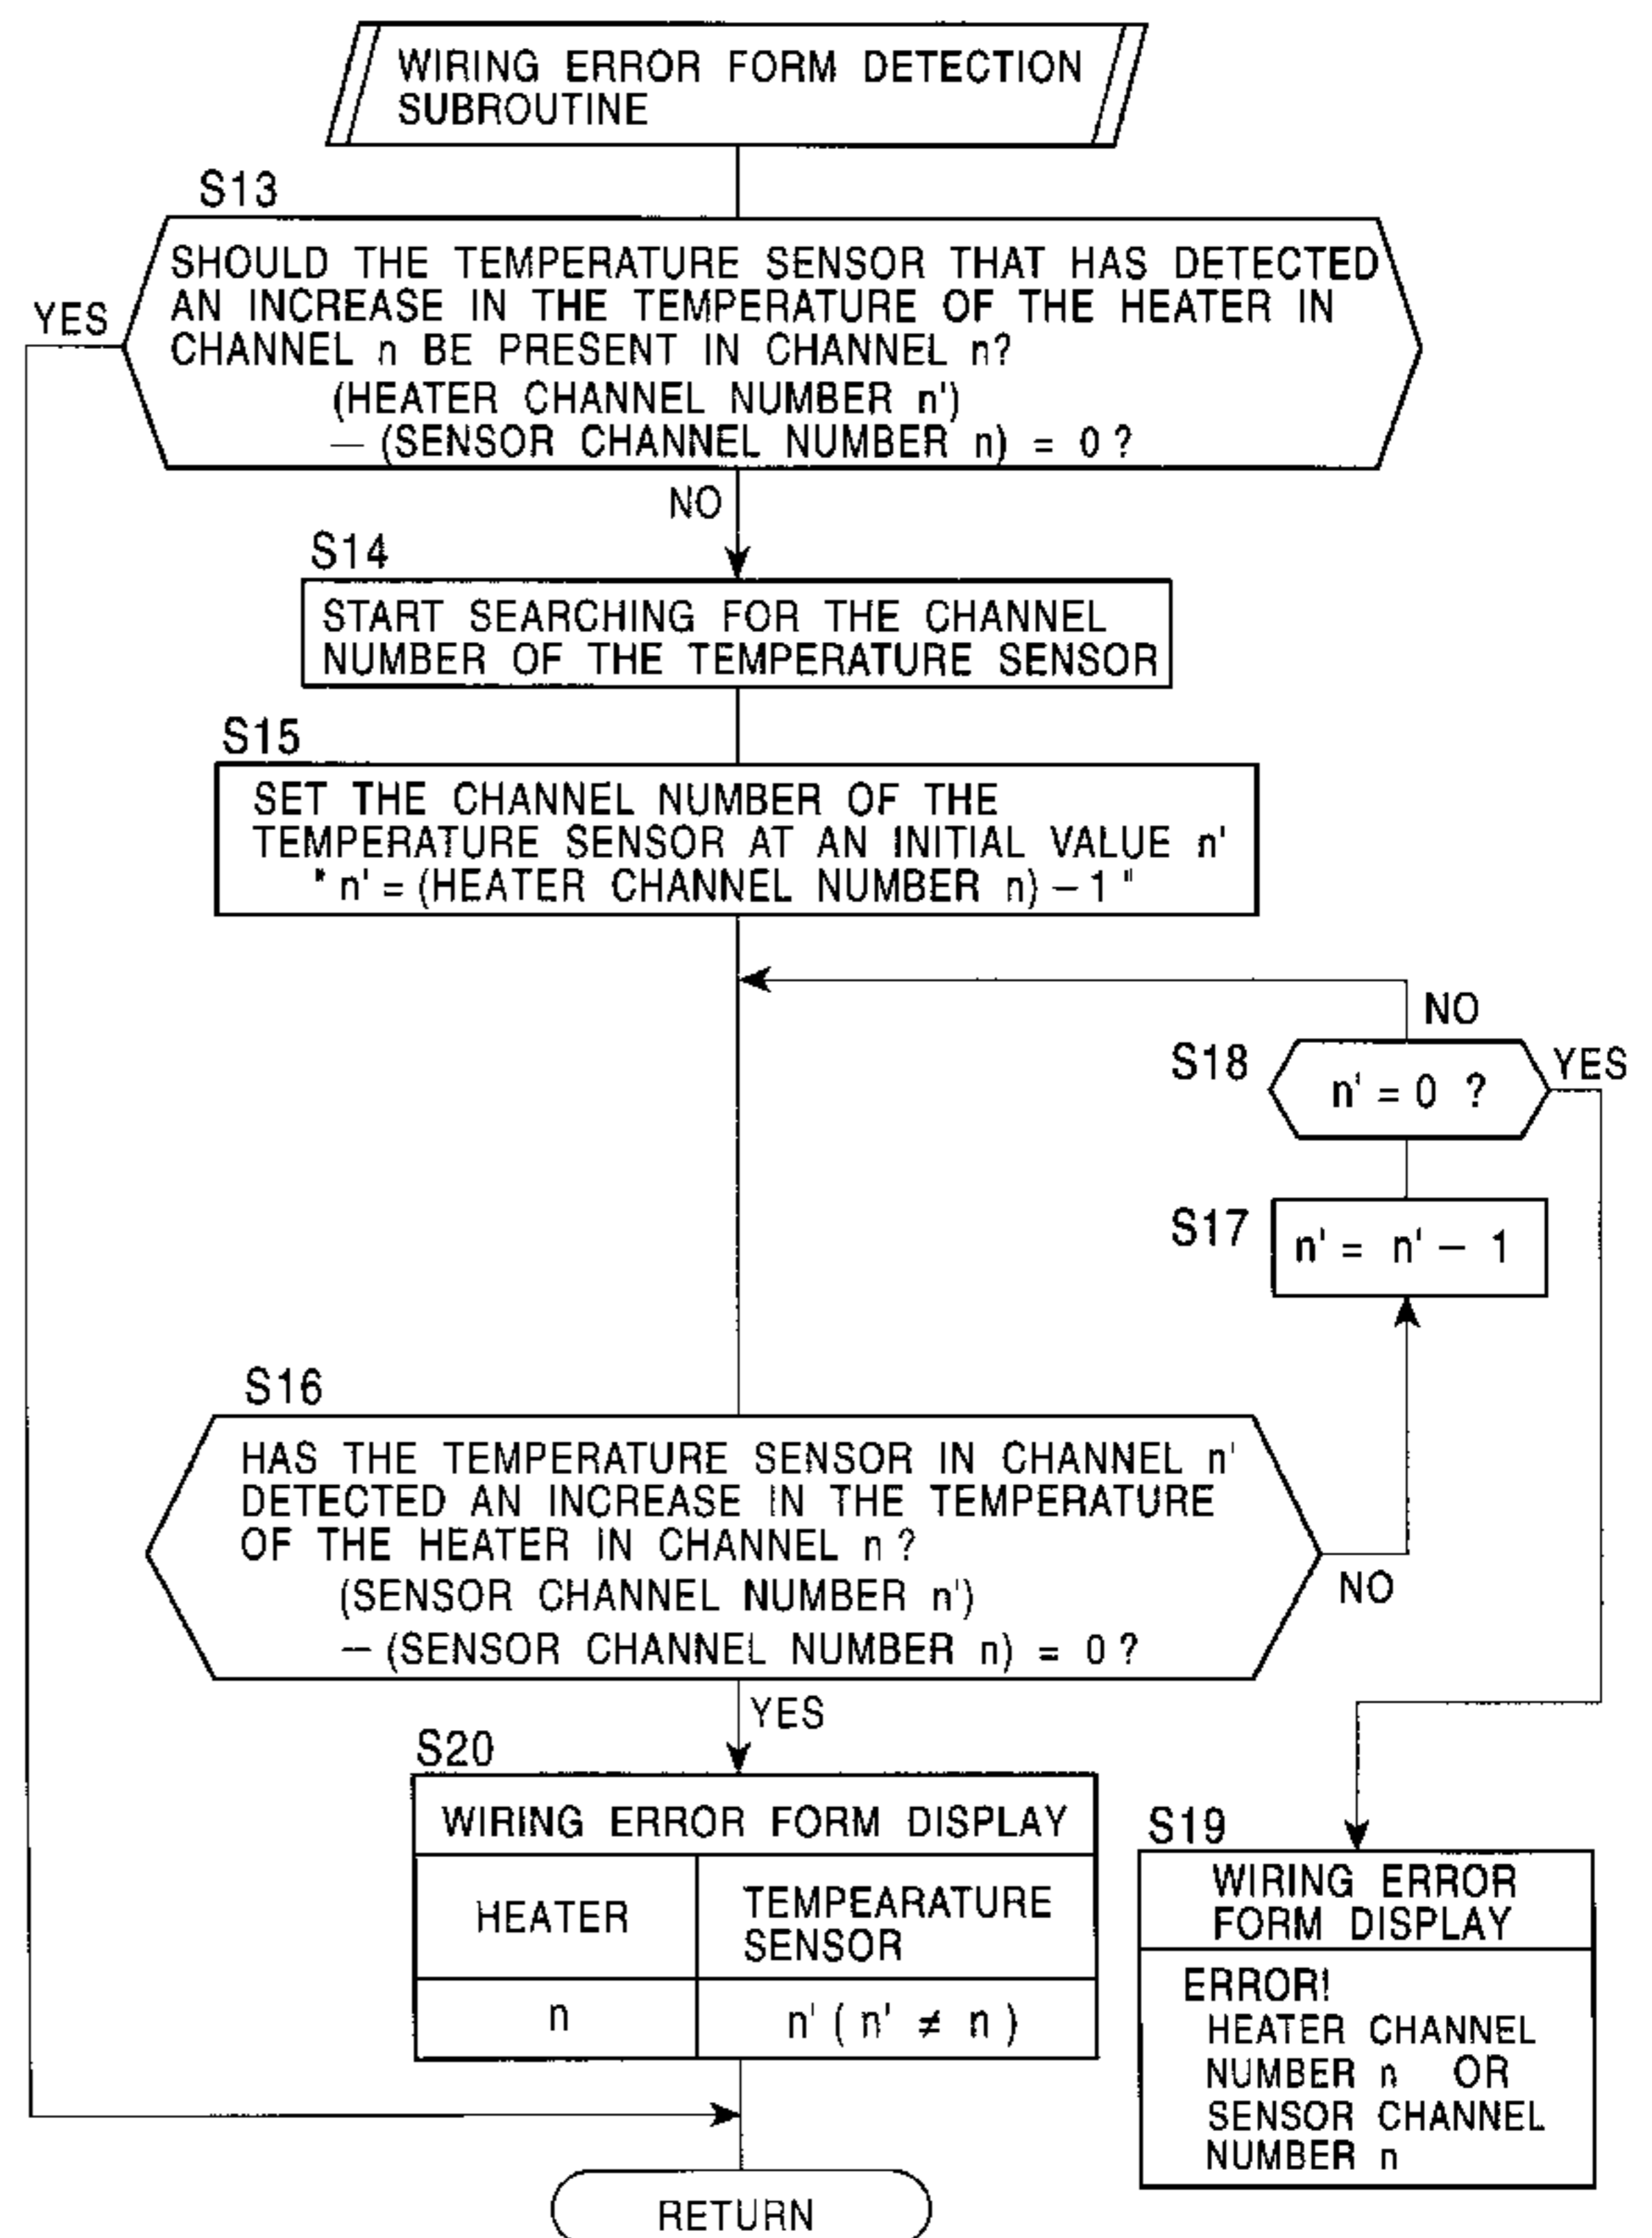 WIRING ERROR FORM DETECTION
SUBROUTINE
S13
SHOULD THE TEMPERATURE SENSOR THAT HAS DETECTED
AN INCREASE IN THE TEMPERATURE OF THE HEATER IN
CHANNEL n BE PRESENT IN CHANNEL n?
(HEATER CHANNEL NUMBER n')
— (SENSOR CHANNEL NUMBER n) = 0 ?
YES
NO
S14
START SEARCHING FOR THE CHANNEL
NUMBER OF THE TEMPERATURE SENSOR
S15
SET THE CHANNEL NUMBER OF THE
TEMPERATURE SENSOR AT AN INITIAL VALUE n'
" n' = (HEATER CHANNEL NUMBER n) – 1 "
NO
S18
n' = 0 ?
YES
S17
n' = n' – 1
S16
HAS THE TEMPERATURE SENSOR IN CHANNEL n'
DETECTED AN INCREASE IN THE TEMPERATURE
OF THE HEATER IN CHANNEL n ?
(SENSOR CHANNEL NUMBER n')
— (SENSOR CHANNEL NUMBER n) = 0 ?
NO
YES
S20
WIRING ERROR FORM DISPLAY
HEATER
TEMPEARATURE
SENSOR
n
n' ( n' ≠ n )
S19
WIRING ERROR
FORM DISPLAY
ERROR!
HEATER CHANNEL
NUMBER n OR
SENSOR CHANNEL
NUMBER n
RETURN